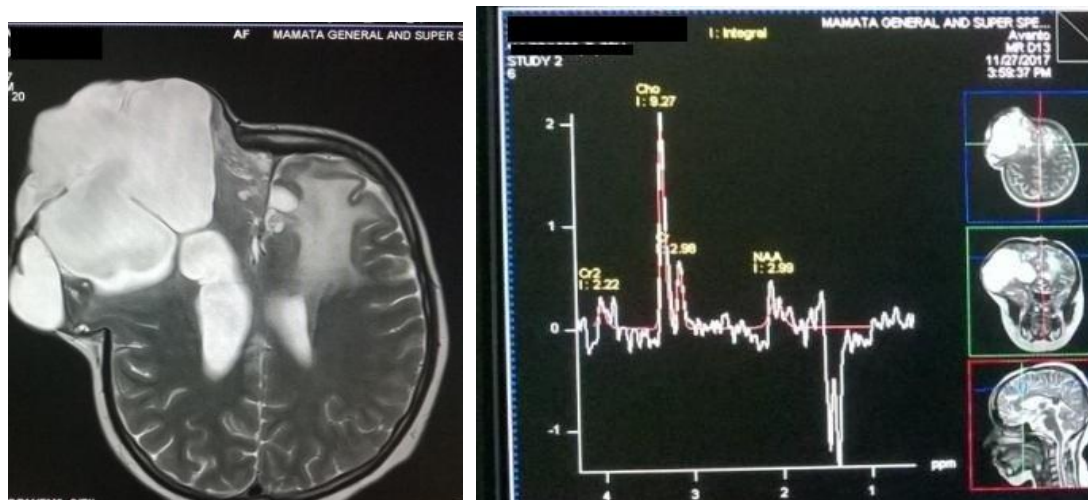 AF MAMATA GENERAL AND SUPER S
20
I : Integral
MAMATA GENERAL AND SUPER SPE...
Avanto
MR D13
11/27/2017
3:59:37 PM
STUDY 2
6
Cho
I : 9.27
2
1
Cr
2.98
Cr2
I : 2.22
NAA
I : 2.99
0
-1
4 3 2 1 ppm